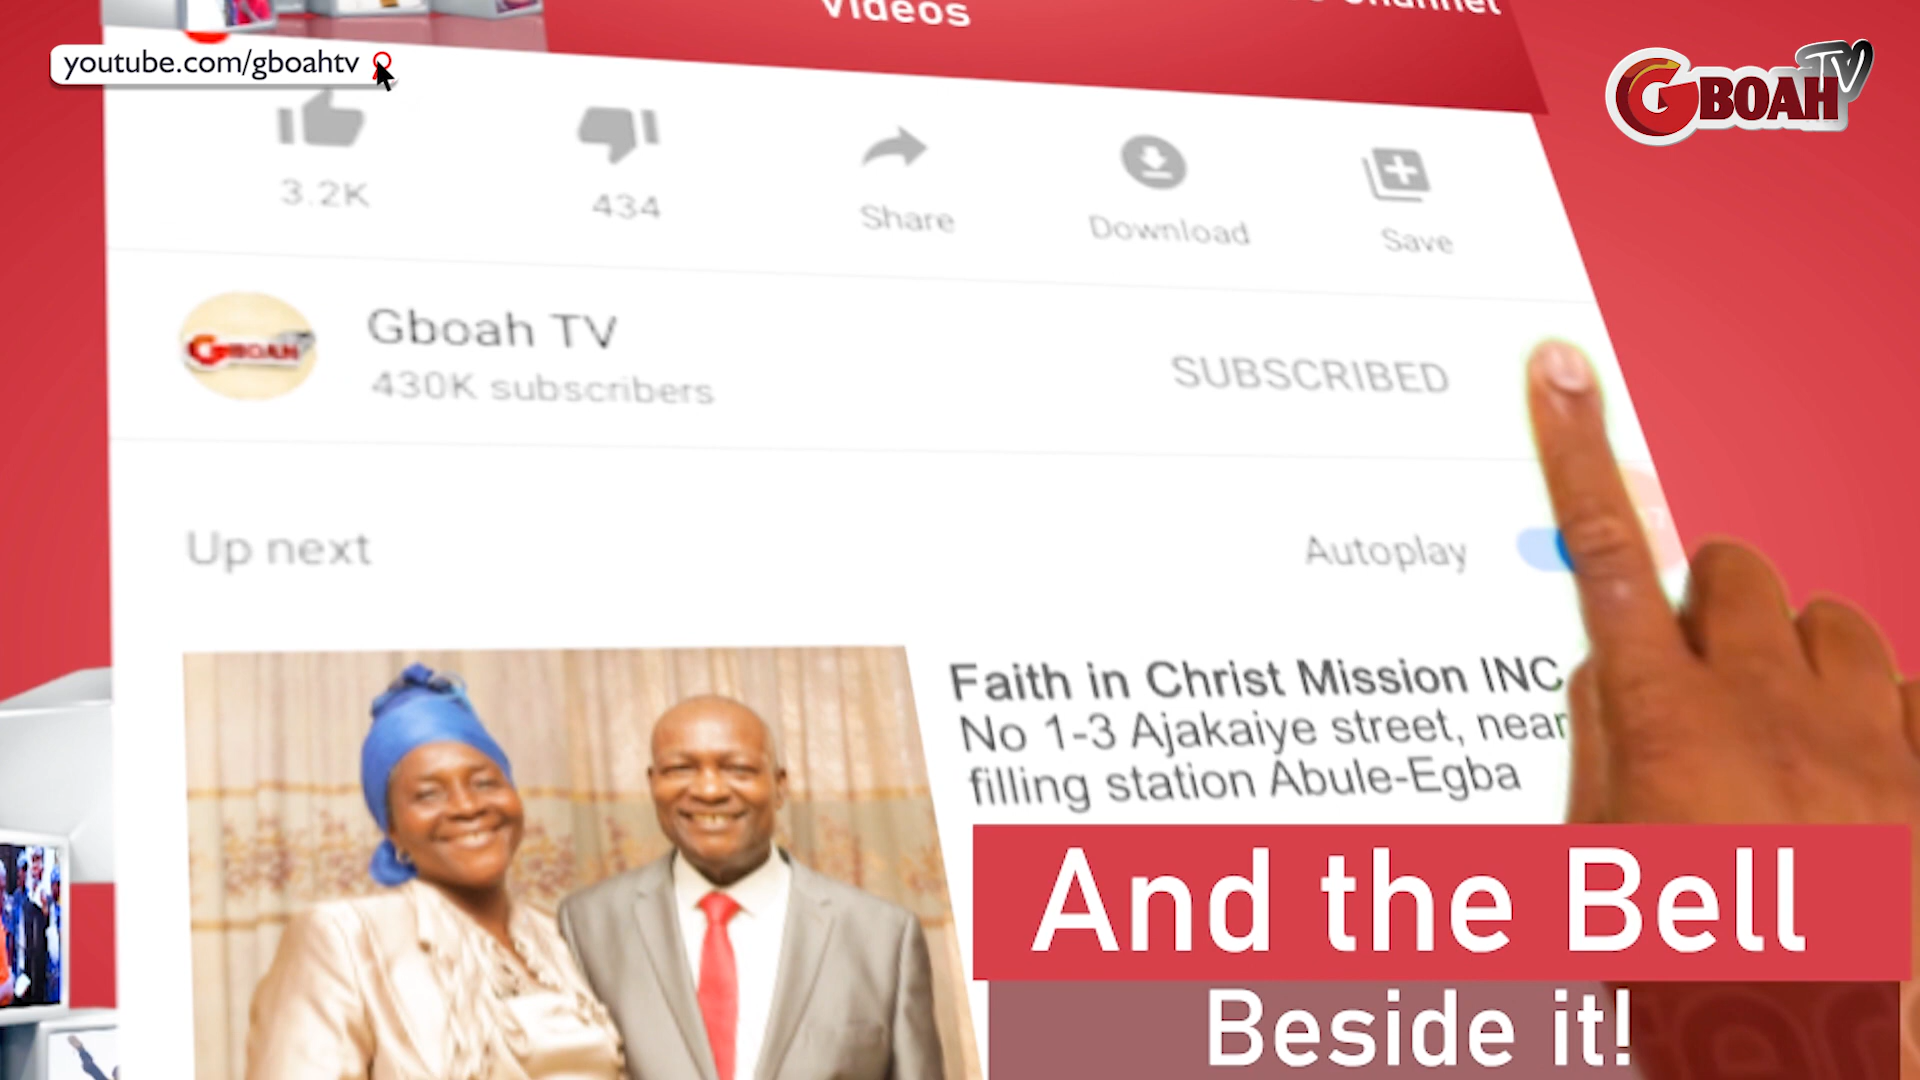 Videos
Channel
youtube.com/gboahtv
GBOAH TV
3.2K
434
Share
Download
Save
GBOAH
Gboah TV
430K subscribers
SUBSCRIBED
Up next
Autoplay
Faith in Christ Mission INC
No 1-3 Ajakaiye street, near
filling station Abule-Egba
And the Bell
Beside it!